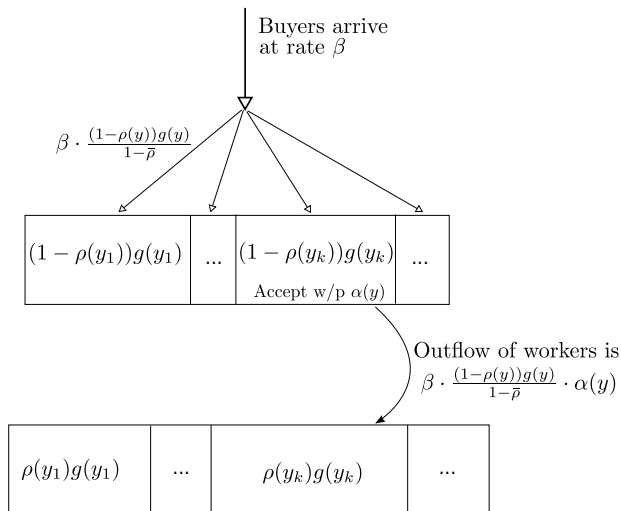 Buyers arrive
at rate β
β · (1−ρ(y))g(y) / 1−ρ̅
(1 − ρ(y₁))g(y₁) ... (1 − ρ(yₖ))g(yₖ) ...
Accept w/p α(y)
Outflow of workers is
β · (1−ρ(y))g(y) / 1−ρ̅ · α(y)
ρ(y₁)g(y₁) ... ρ(yₖ)g(yₖ) ...